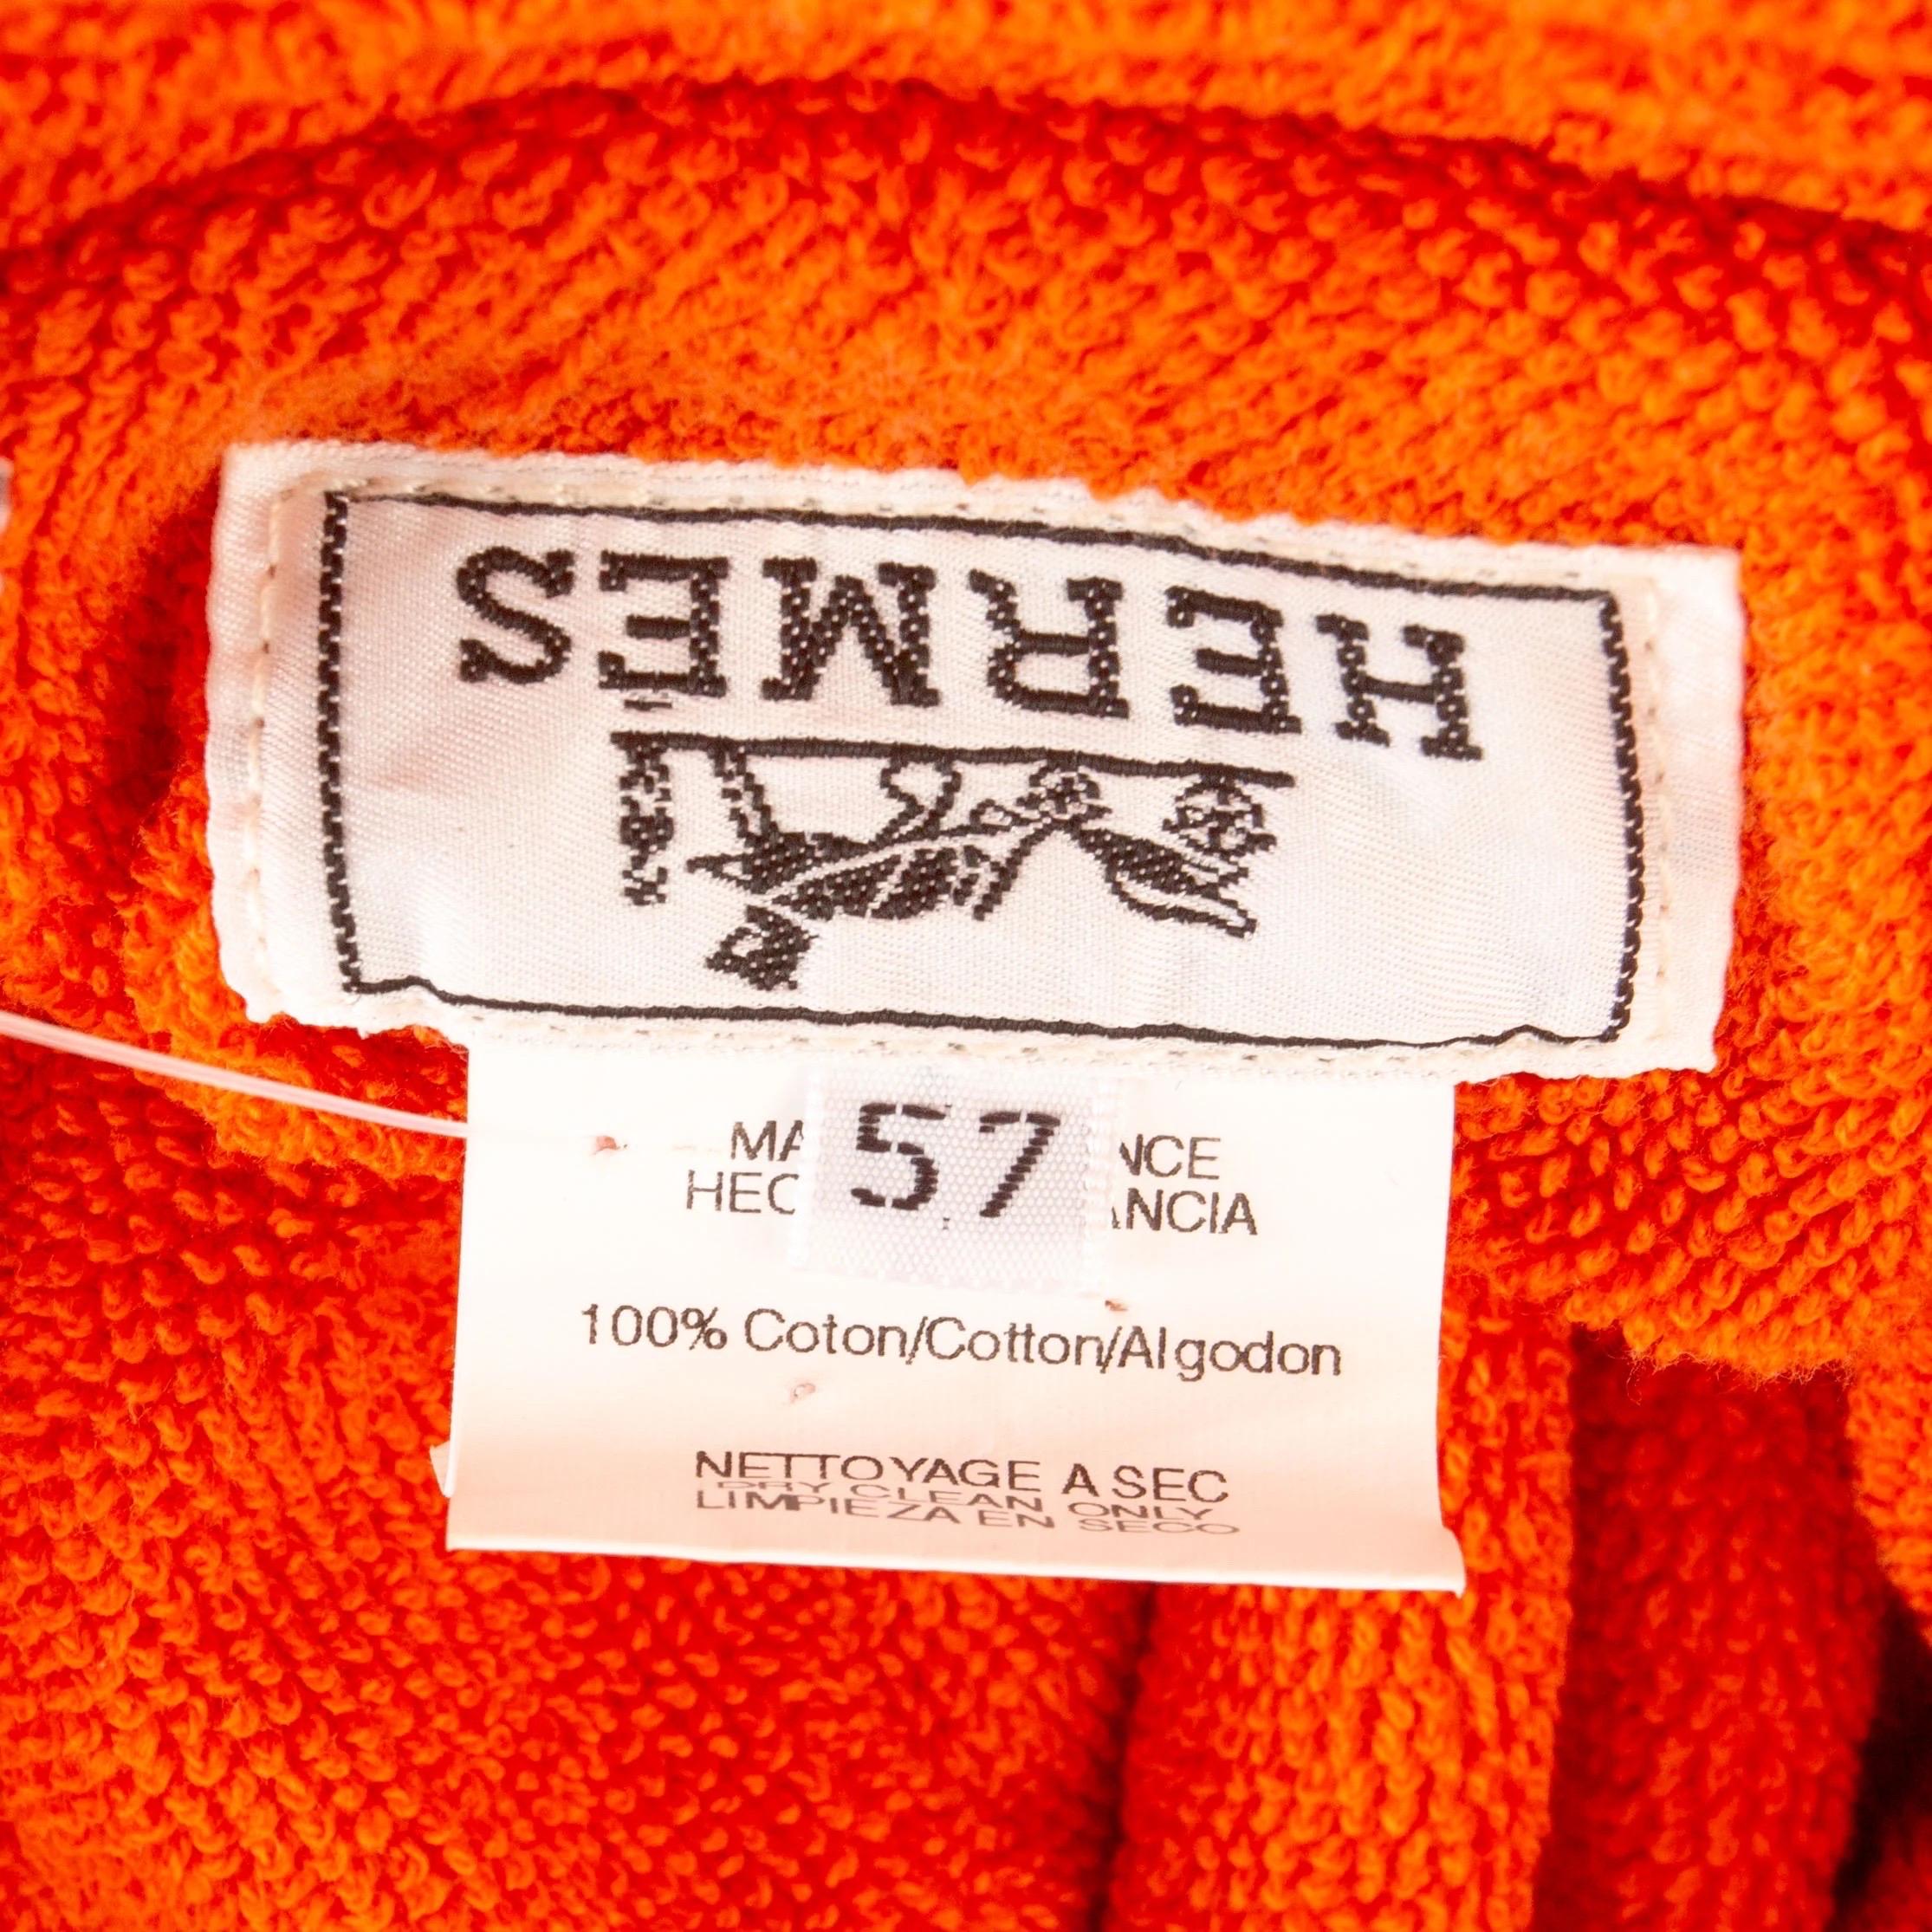 HERMES
57
MA NCE
HEC ANCIA
100% Coton/Cotton/Algodon
NETTOYAGE A SEC
DRY CLEAN ONLY
LIMPIEZA EN SECO